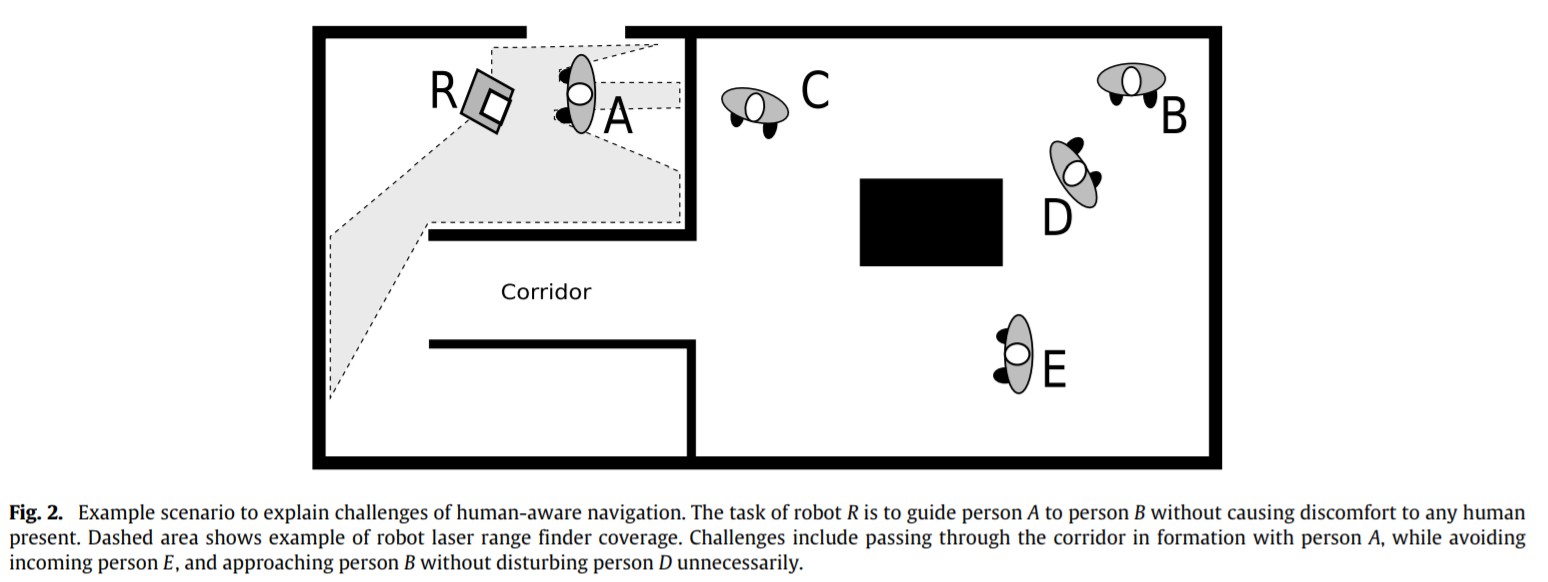 R
A
C
B
D
Corridor
E
Fig. 2. Example scenario to explain challenges of human-aware navigation. The task of robot R is to guide person A to person B without causing discomfort to any human
present. Dashed area shows example of robot laser range finder coverage. Challenges include passing through the corridor in formation with person A, while avoiding
incoming person E, and approaching person B without disturbing person D unnecessarily.